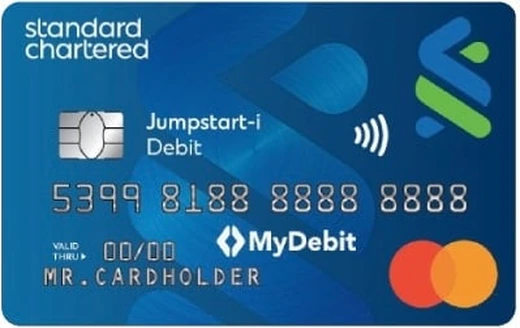 standard
chartered
Jumpstart-i
Debit
5399 8188 8888 8888
VALID
THRU 00/00
MyDebit
MR.CARDHOLDER